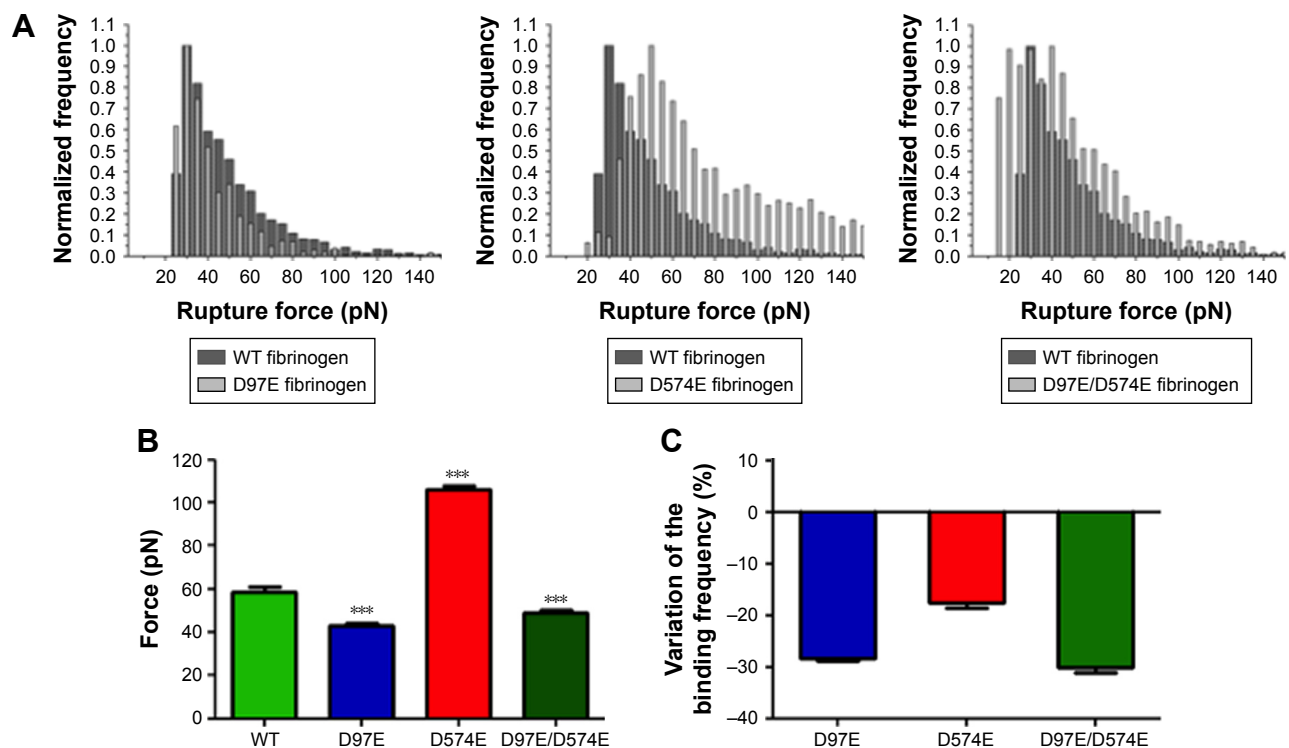 A
Normalized frequency
1.1
1.0
0.9
0.8
0.7
0.6
0.5
0.4
0.3
0.2
0.1
0.0
20 40 60 80 100 120 140
Rupture force (pN)
WT fibrinogen
D97E fibrinogen
Normalized frequency
1.1
1.0
0.9
0.8
0.7
0.6
0.5
0.4
0.3
0.2
0.1
0.0
20 40 60 80 100 120 140
Rupture force (pN)
WT fibrinogen
D574E fibrinogen
Normalized frequency
1.1
1.0
0.9
0.8
0.7
0.6
0.5
0.4
0.3
0.2
0.1
0.0
20 40 60 80 100 120 140
Rupture force (pN)
WT fibrinogen
D97E/D574E fibrinogen
B
Force (pN)
120
100
80
60
40
20
0
***
***
***
WT D97E D574E D97E/D574E
C
Variation of the
binding frequency (%)
10
0
–10
–20
–30
–40
D97E D574E D97E/D574E